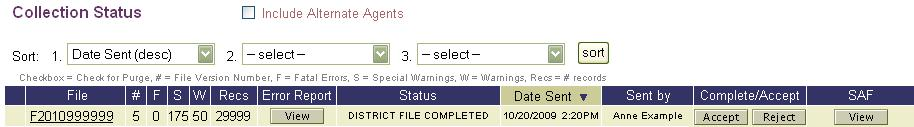 Collection Status Include Alternate Agents
Sort: 1. Date Sent (desc) 2. -- select -- 3. -- select -- sort
Checkbox = Check for Purge, # = File Version Number, F = Fatal Errors, S = Special Warnings, W = Warnings, Recs = # records
File # F S W Recs Error Report Status Date Sent ▼ Sent by Complete/Accept SAF
F2010999999 5 0 175 50 29999 View DISTRICT FILE COMPLETED 10/20/2009 2:20PM Anne Example Accept Reject View